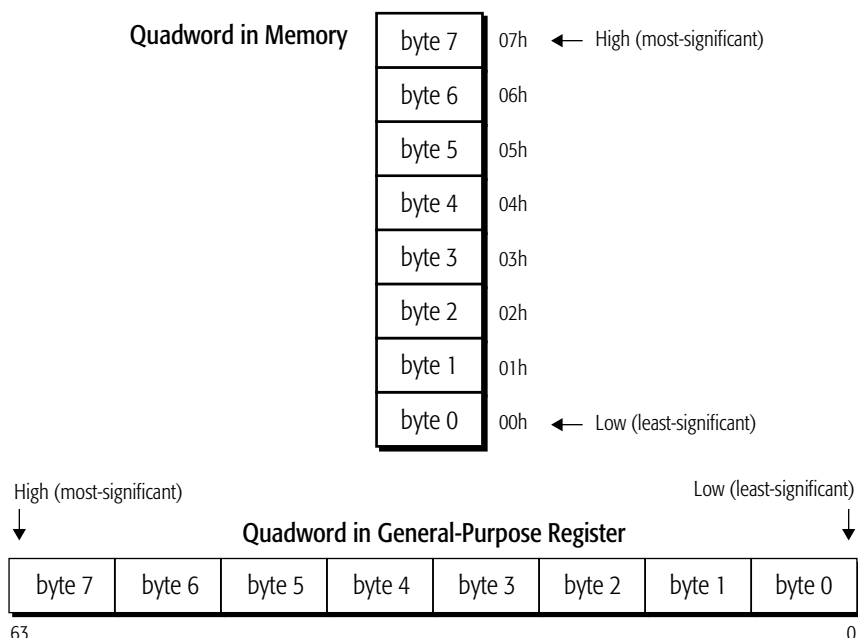 Quadword in Memory
byte 7 07h High (most-significant)
byte 6 06h
byte 5 05h
byte 4 04h
byte 3 03h
byte 2 02h
byte 1 01h
byte 0 00h Low (least-significant)
High (most-significant) Low (least-significant)
Quadword in General-Purpose Register
byte 7 byte 6 byte 5 byte 4 byte 3 byte 2 byte 1 byte 0
63 0